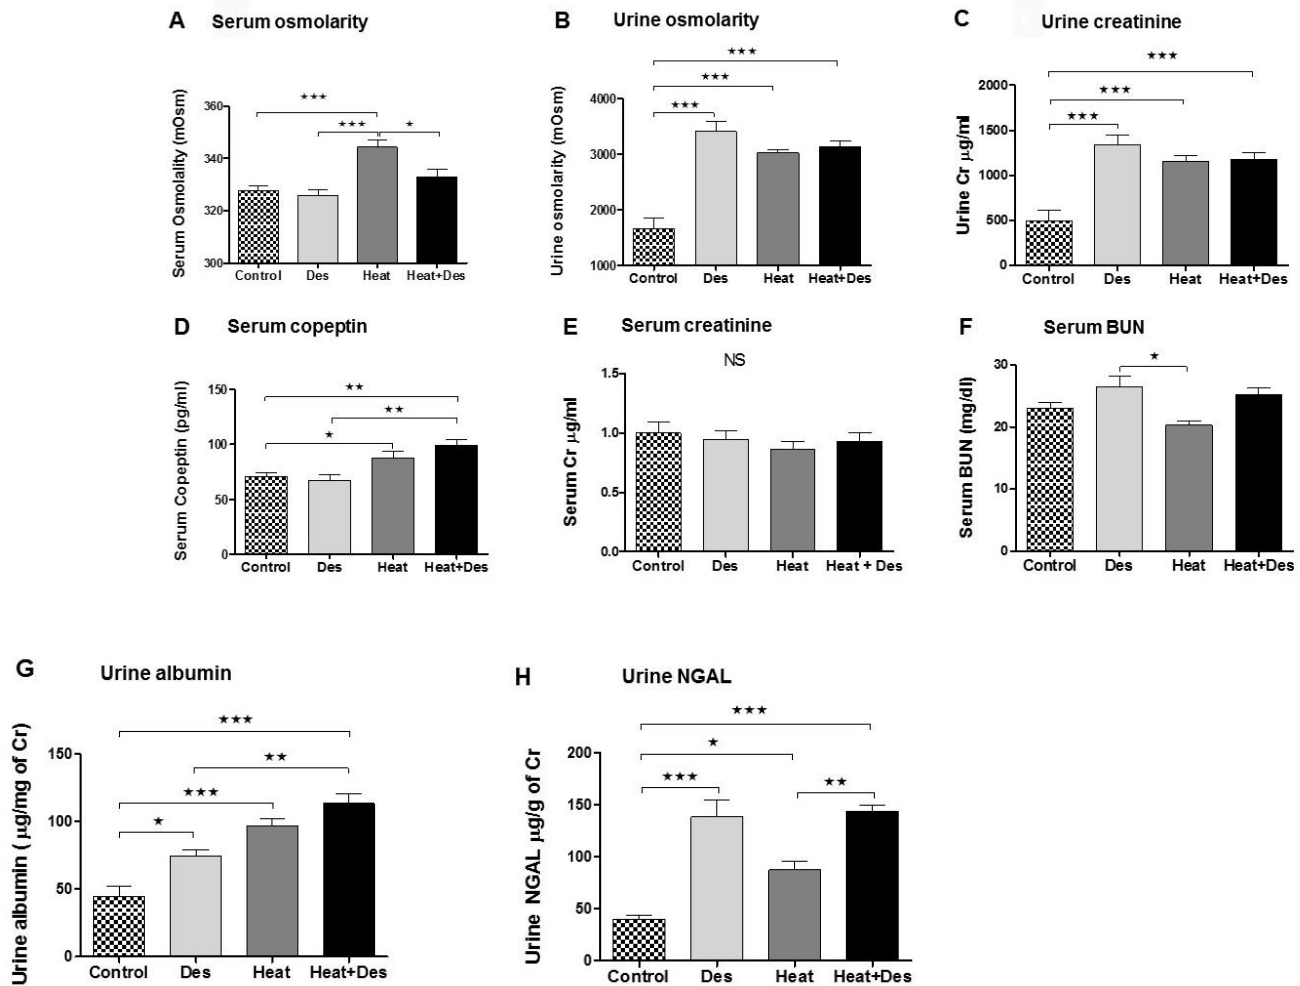 A Serum osmolarity
Serum Osmolality (mOsm)
360
340
320
300
★★★
★★★
★
Control Des Heat Heat+Des
B Urine osmolarity
Urine osmolarity (mOsm)
4000
3000
2000
1000
★★★
★★★
★★★
Control Des Heat Heat+Des
C Urine creatinine
Urine Cr μg/ml
2000
1500
1000
500
0
★★★
★★★
★★★
Control Des Heat Heat+Des
D Serum copeptin
Serum Copeptin (pg/ml)
150
100
50
0
★★
★★
★
Control Des Heat Heat+Des
E Serum creatinine
NS
Serum Cr μg/ml
1.5
1.0
0.5
0.0
Control Des Heat Heat + Des
F Serum BUN
Serum BUN (mg/dl)
30
20
10
0
★
Control Des Heat Heat+Des
G Urine albumin
Urine albumin ( μg/mg of Cr)
150
100
50
0
★★★
★★
★★★
★
Control Des Heat Heat+Des
H Urine NGAL
Urine NGAL μg/g of Cr
200
150
100
50
0
★★★
★
★★★
★★
Control Des Heat Heat+Des